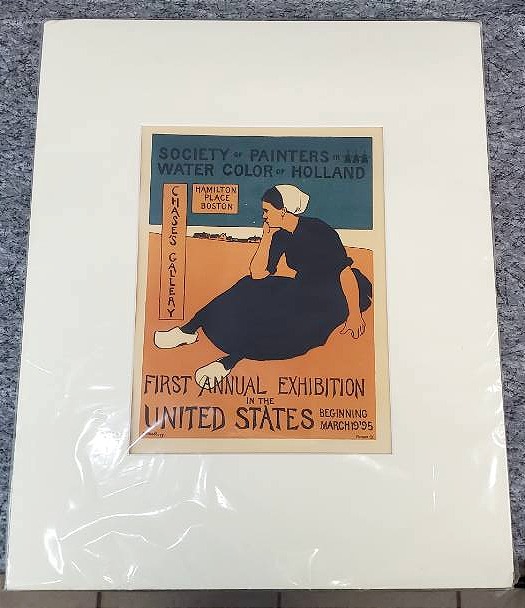 SOCIETY OF PAINTERS IN
WATER COLOR OF HOLLAND
CHASE'S GALLERY
HAMILTON
PLACE
BOSTON
FIRST ANNUAL EXHIBITION
IN THE
UNITED STATES
BEGINNING
MARCH 19 '95